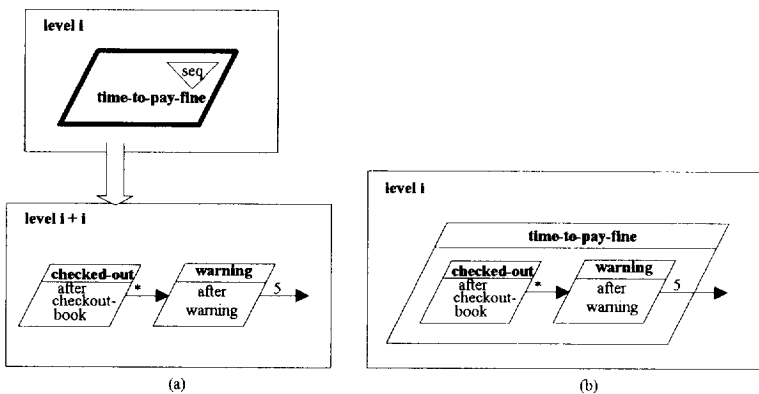 level i
seq
time-to-pay-fine
level i + i
checked-out
after
checkout-
book
*
warning
after
warning
5
(a)
level i
time-to-pay-fine
checked-out
after
checkout-
book
*
warning
after
warning
5
(b)